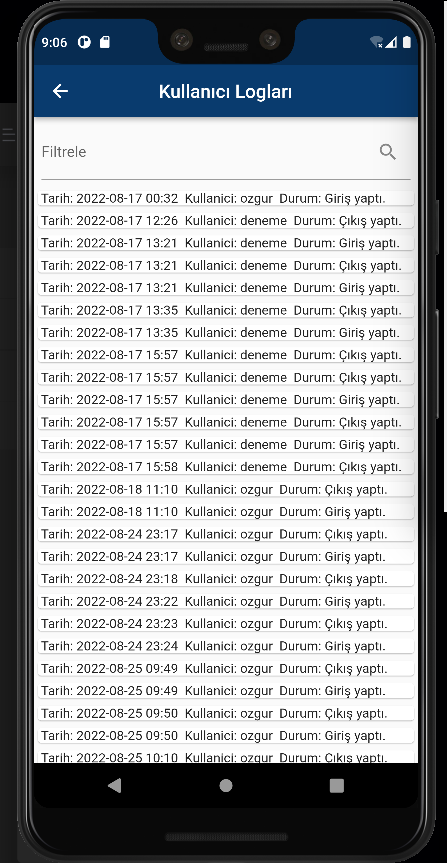 9:06
Kullanıcı Logları
Filtrele
Tarih: 2022-08-17 00:32 Kullanici: ozgur Durum: Giriş yaptı.
Tarih: 2022-08-17 12:26 Kullanici: deneme Durum: Çıkış yaptı.
Tarih: 2022-08-17 13:21 Kullanici: deneme Durum: Giriş yaptı.
Tarih: 2022-08-17 13:21 Kullanici: deneme Durum: Çıkış yaptı.
Tarih: 2022-08-17 13:21 Kullanici: deneme Durum: Giriş yaptı.
Tarih: 2022-08-17 13:35 Kullanici: deneme Durum: Çıkış yaptı.
Tarih: 2022-08-17 13:35 Kullanici: deneme Durum: Giriş yaptı.
Tarih: 2022-08-17 15:57 Kullanici: deneme Durum: Çıkış yaptı.
Tarih: 2022-08-17 15:57 Kullanici: deneme Durum: Çıkış yaptı.
Tarih: 2022-08-17 15:57 Kullanici: deneme Durum: Giriş yaptı.
Tarih: 2022-08-17 15:57 Kullanici: deneme Durum: Çıkış yaptı.
Tarih: 2022-08-17 15:57 Kullanici: deneme Durum: Giriş yaptı.
Tarih: 2022-08-17 15:58 Kullanici: deneme Durum: Çıkış yaptı.
Tarih: 2022-08-18 11:10 Kullanici: ozgur Durum: Çıkış yaptı.
Tarih: 2022-08-18 11:10 Kullanici: ozgur Durum: Giriş yaptı.
Tarih: 2022-08-24 23:17 Kullanici: ozgur Durum: Çıkış yaptı.
Tarih: 2022-08-24 23:17 Kullanici: ozgur Durum: Giriş yaptı.
Tarih: 2022-08-24 23:18 Kullanici: ozgur Durum: Çıkış yaptı.
Tarih: 2022-08-24 23:22 Kullanici: ozgur Durum: Giriş yaptı.
Tarih: 2022-08-24 23:23 Kullanici: ozgur Durum: Çıkış yaptı.
Tarih: 2022-08-24 23:24 Kullanici: ozgur Durum: Giriş yaptı.
Tarih: 2022-08-25 09:49 Kullanici: ozgur Durum: Çıkış yaptı.
Tarih: 2022-08-25 09:49 Kullanici: ozgur Durum: Giriş yaptı.
Tarih: 2022-08-25 09:50 Kullanici: ozgur Durum: Çıkış yaptı.
Tarih: 2022-08-25 09:50 Kullanici: ozgur Durum: Giriş yaptı.
Tarih: 2022-08-25 10:10 Kullanici: ozgur Durum: Çıkış yaptı.